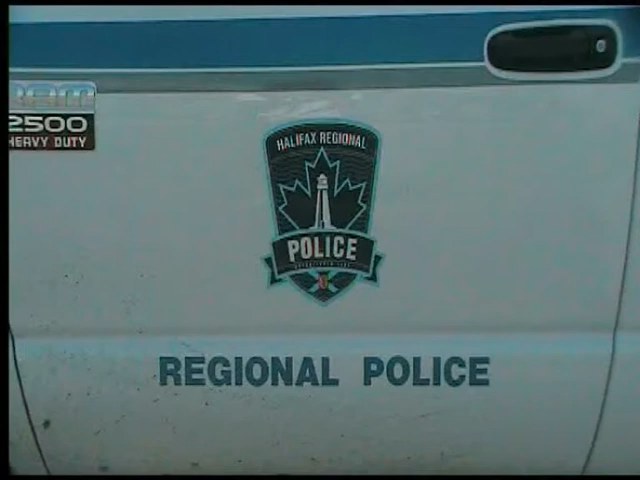 RAM
2500
HEAVY DUTY
HALIFAX REGIONAL
POLICE
REGIONAL POLICE